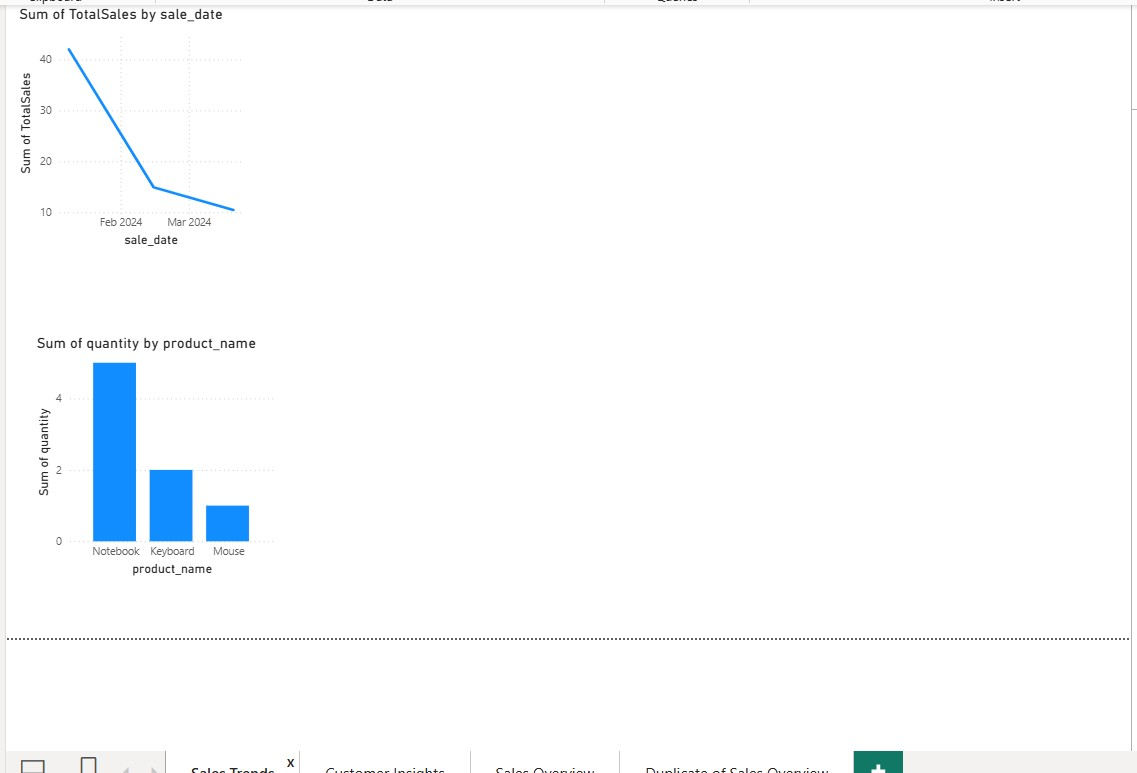 Sum of TotalSales by sale_date
40
30
20
10
Sum of TotalSales
Feb 2024 Mar 2024
sale_date
Sum of quantity by product_name
4
2
0
Sum of quantity
Notebook Keyboard Mouse
product_name
Sales Trends x Customer Insights Sales Overview Duplicate of Sales Overview